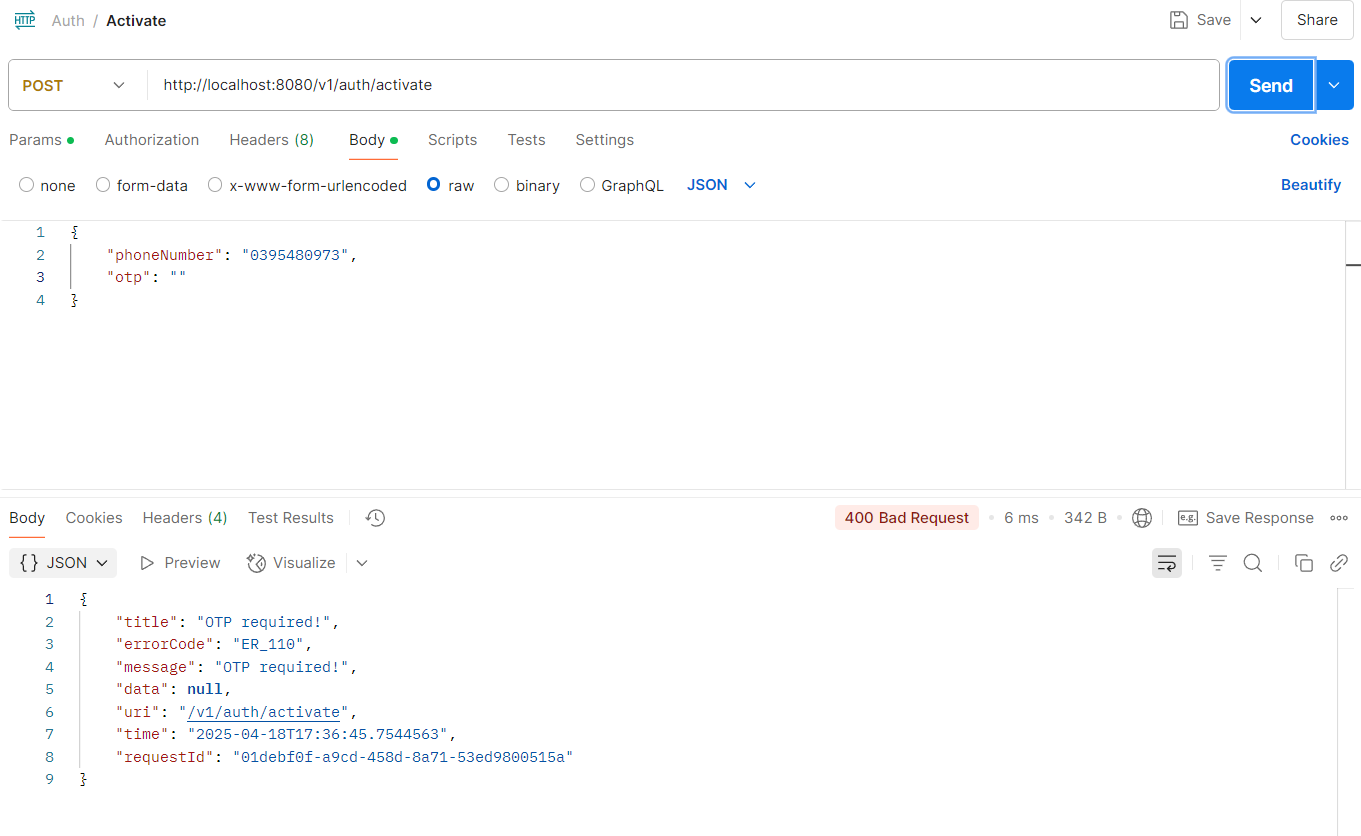 HTTP Auth / Activate Save Share
POST http://localhost:8080/v1/auth/activate Send
Params Authorization Headers (8) Body Scripts Tests Settings Cookies
none form-data x-www-form-urlencoded raw binary GraphQL JSON Beautify
1 {
2 "phoneNumber": "0395480973",
3 "otp": ""
4 }
Body Cookies Headers (4) Test Results 400 Bad Request • 6 ms • 342 B • e.g. Save Response
{} JSON Preview Visualize
1 {
2 "title": "OTP required!",
3 "errorCode": "ER_110",
4 "message": "OTP required!",
5 "data": null,
6 "uri": "/v1/auth/activate",
7 "time": "2025-04-18T17:36:45.7544563",
8 "requestId": "01debf0f-a9cd-458d-8a71-53ed9800515a"
9 }